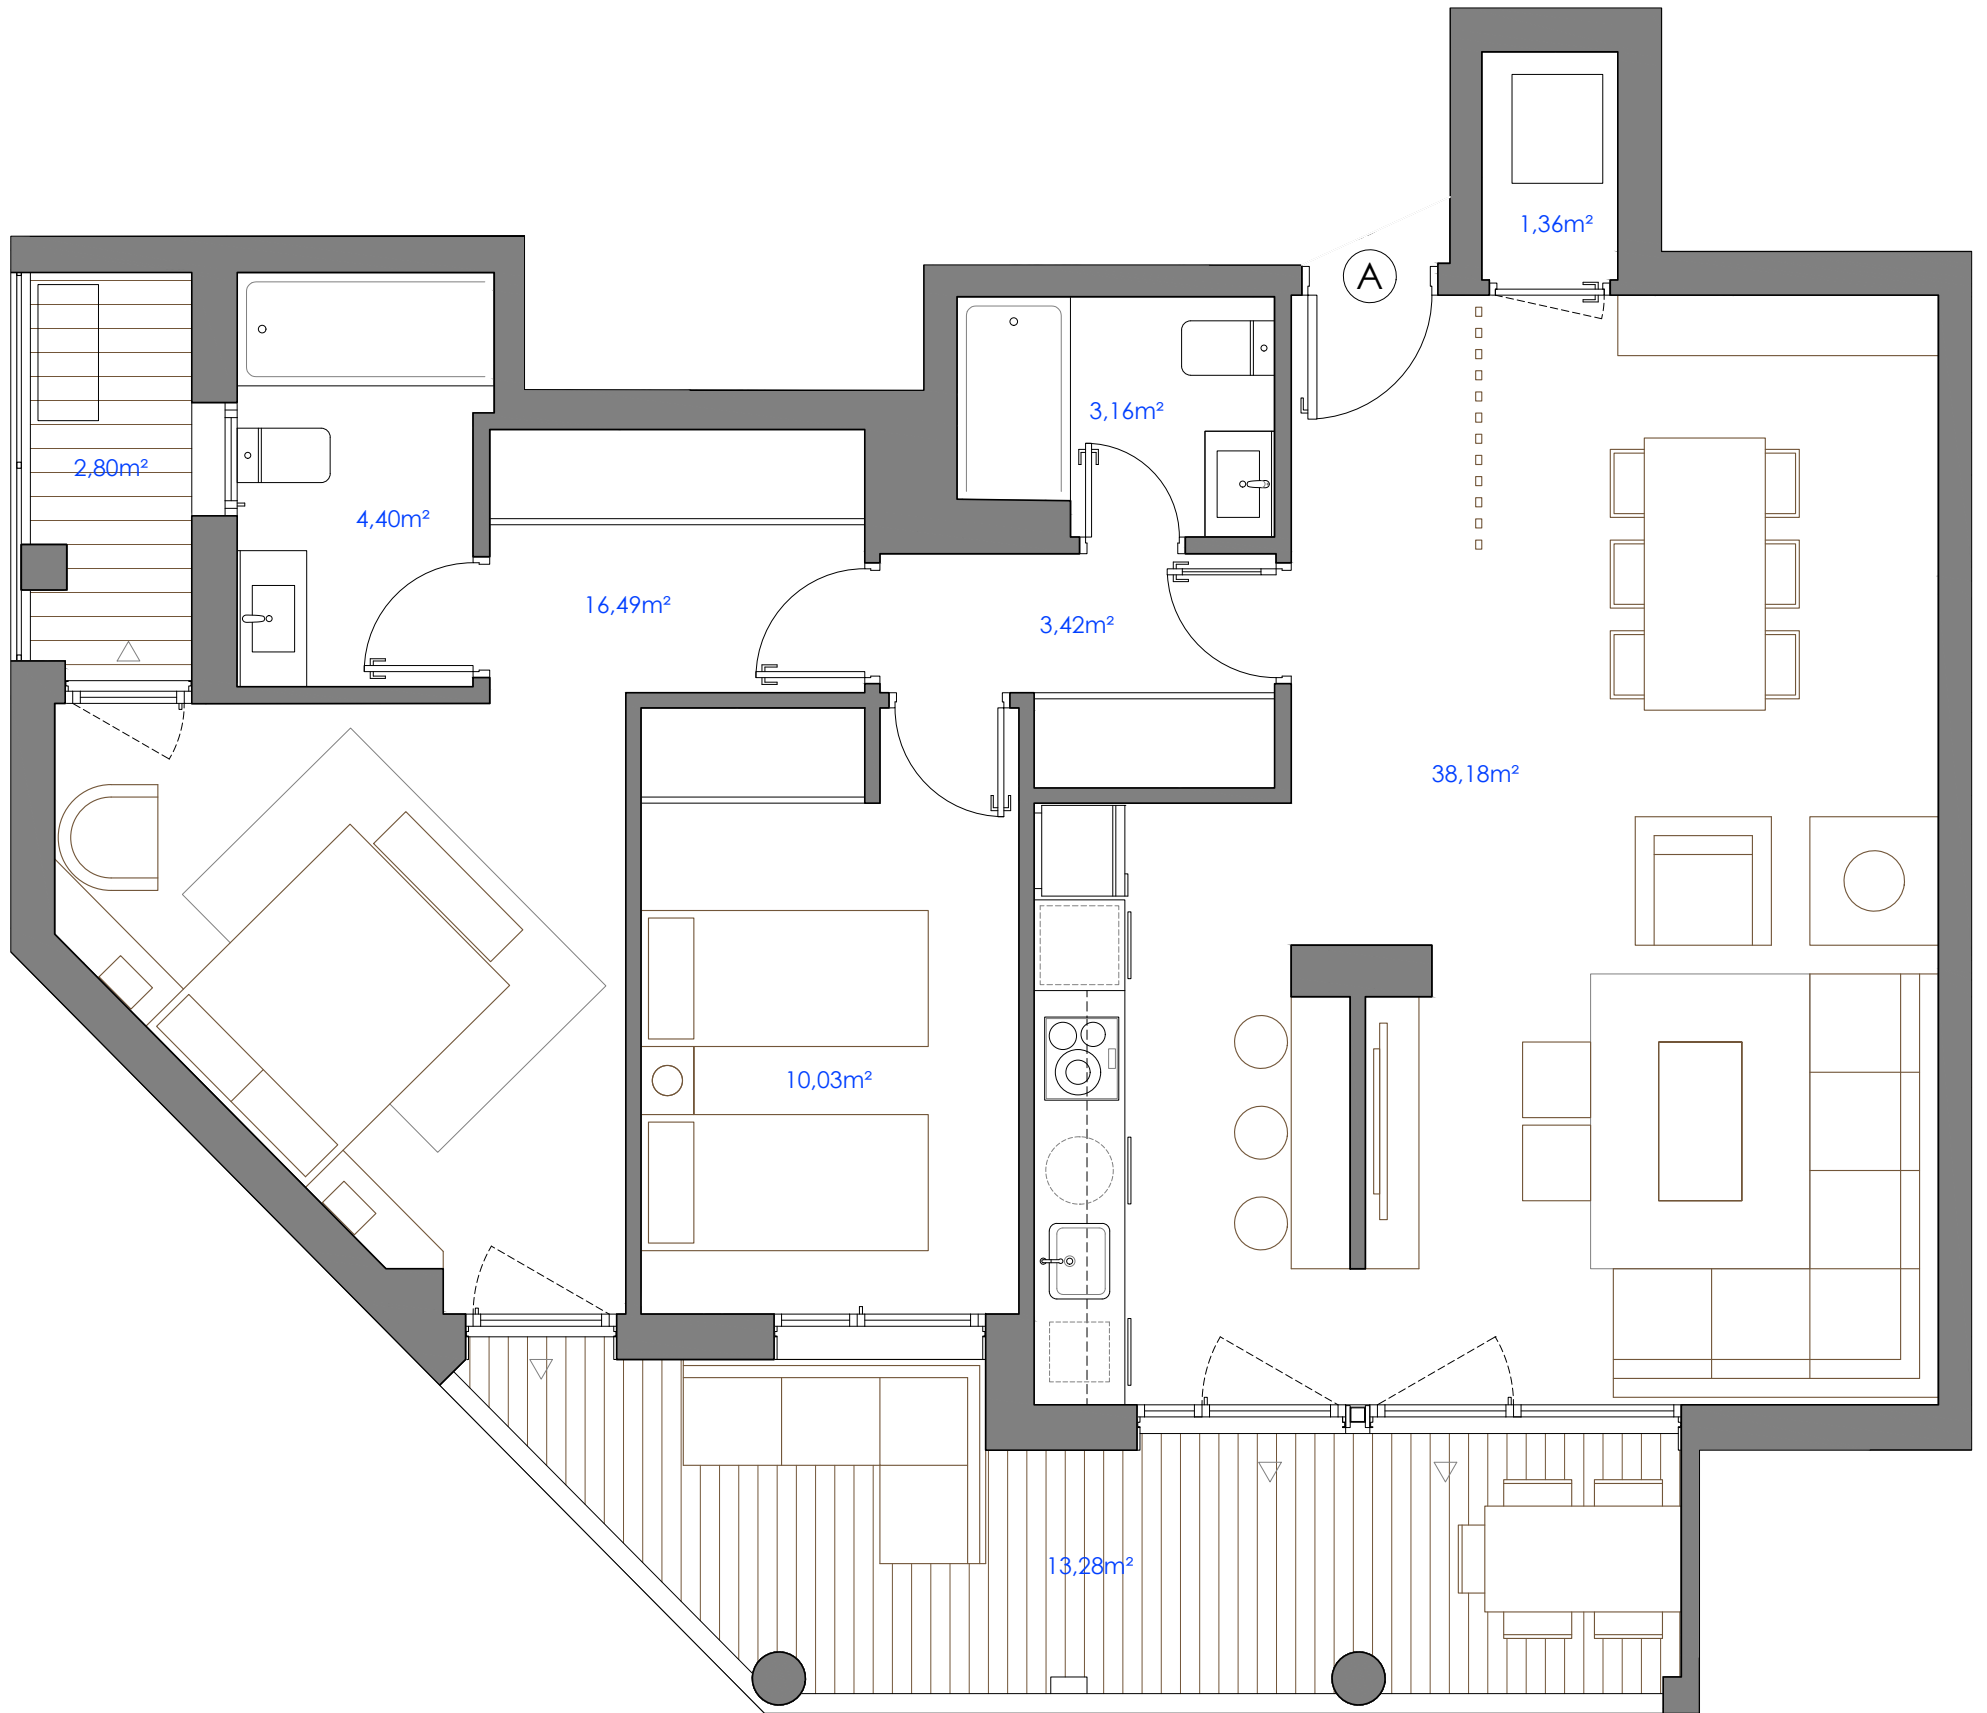 1,36m²
A
3,16m²
2,80m²
4,40m²
16,49m²
3,42m²
38,18m²
10,03m²
13,28m²